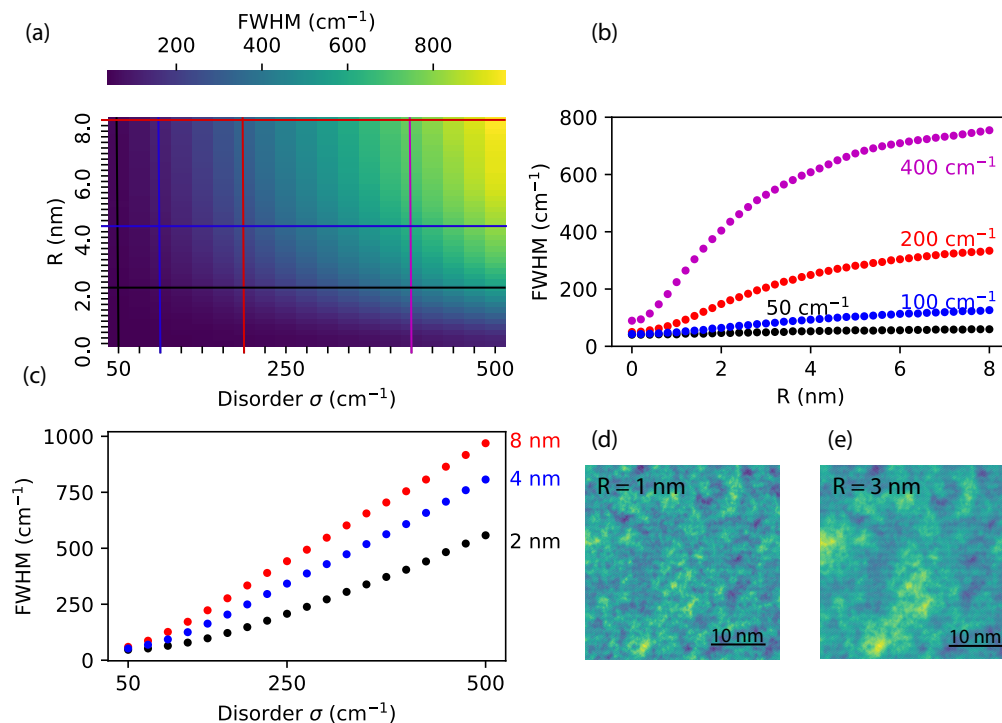 (a)
FWHM (cm⁻¹)
200 400 600 800
R (nm)
8.0
6.0
4.0
2.0
0.0
50 250 500
Disorder σ (cm⁻¹)
(b)
FWHM (cm⁻¹)
800
600
400
200
0
400 cm⁻¹
200 cm⁻¹
50 cm⁻¹
100 cm⁻¹
0 2 4 6 8
R (nm)
(c)
FWHM (cm⁻¹)
1000
750
500
250
0
8 nm
4 nm
2 nm
50 250 500
Disorder σ (cm⁻¹)
(d)
R = 1 nm
10 nm
(e)
R = 3 nm
10 nm